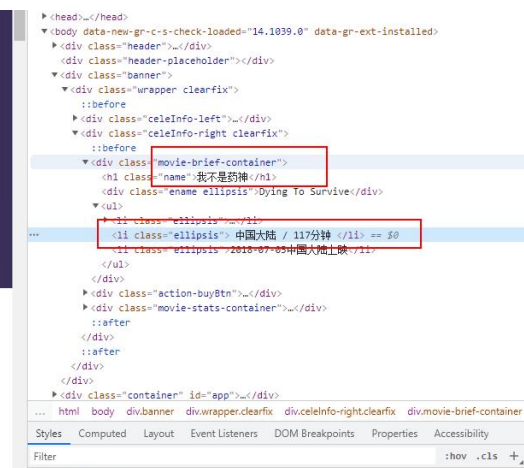 ▶<head>…</head>
▼<body data-new-gr-c-s-check-loaded="14.1039.0" data-gr-ext-installed>
▶<div class="header">…</div>
<div class="header-placeholder"></div>
▼<div class="banner">
▼<div class="wrapper clearfix">
::before
▶<div class="celeInfo-left">…</div>
▼<div class="celeInfo-right clearfix">
::before
▼<div class="movie-brief-container">
<h1 class="name">我不是药神</h1>
<div class="ename ellipsis">Dying To Survive</div>
▼<ul>
▶<li class="ellipsis">…</li>
… <li class="ellipsis"> 中国大陆 / 117分钟 </li> == $0
<li class="ellipsis">2018-07-05中国大陆上映</li>
</ul>
</div>
▶<div class="action-buyBtn">…</div>
▶<div class="movie-stats-container">…</div>
::after
</div>
::after
</div>
</div>
▶<div class="container" id="app">…</div>
… html body div.banner div.wrapper.clearfix div.celeInfo-right.clearfix div.movie-brief-container
Styles Computed Layout Event Listeners DOM Breakpoints Properties Accessibility
Filter :hov .cls +